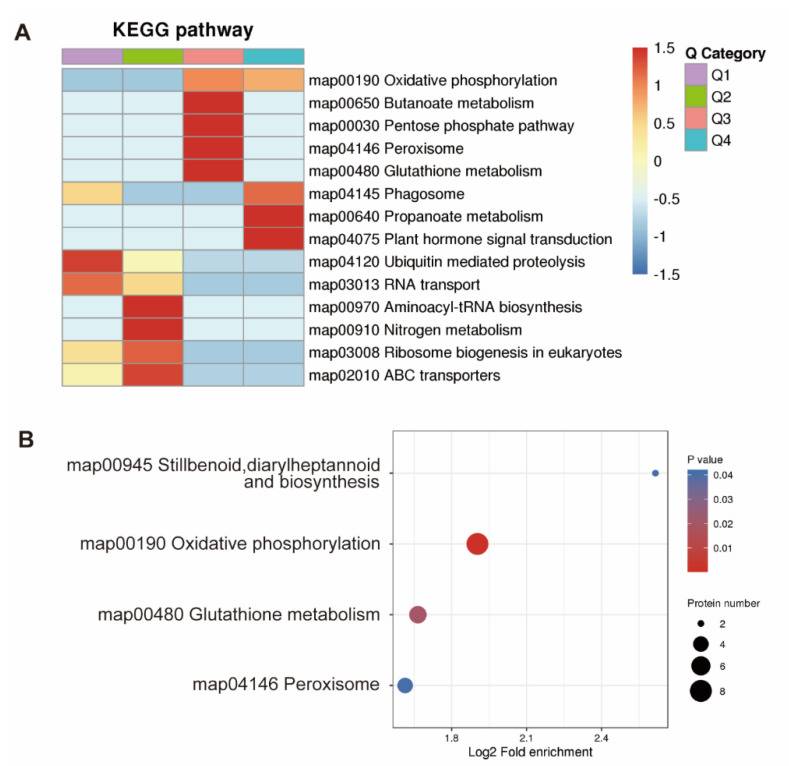 A
KEGG pathway
map00190 Oxidative phosphorylation
map00650 Butanoate metabolism
map00030 Pentose phosphate pathway
map04146 Peroxisome
map00480 Glutathione metabolism
map04145 Phagosome
map00640 Propanoate metabolism
map04075 Plant hormone signal transduction
map04120 Ubiquitin mediated proteolysis
map03013 RNA transport
map00970 Aminoacyl-tRNA biosynthesis
map00910 Nitrogen metabolism
map03008 Ribosome biogenesis in eukaryotes
map02010 ABC transporters
1.5
1
0.5
0
-0.5
-1
-1.5
Q Category
Q1
Q2
Q3
Q4
B
map00945 Stillbenoid,diarylheptannoid
and biosynthesis
map00190 Oxidative phosphorylation
map00480 Glutathione metabolism
map04146 Peroxisome
1.8 2.1 2.4
Log2 Fold enrichment
P value
0.04
0.03
0.02
0.01
Protein number
2
4
6
8